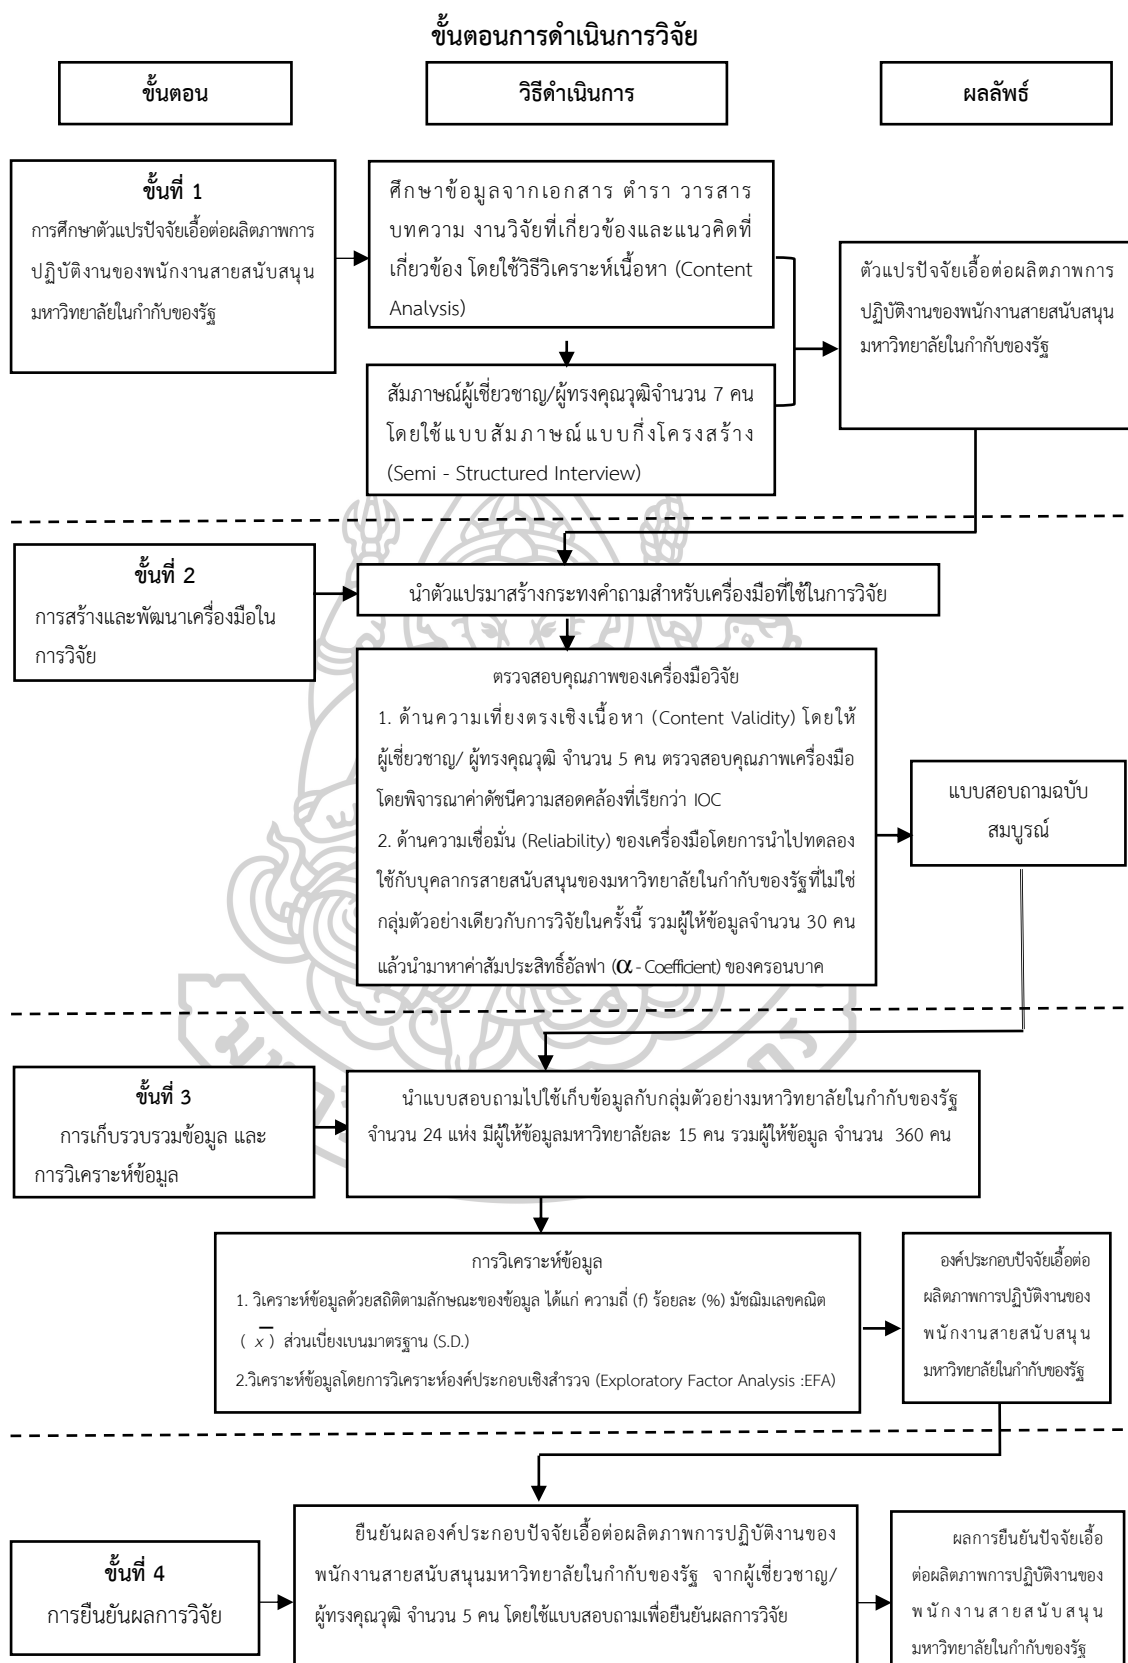 ขั้นตอนการดำเนินการวิจัย
ขั้นตอน
วิธีดำเนินการ
ผลลัพธ์
ขั้นที่ 1
การศึกษาตัวแปรปัจจัยเอื้อต่อผลิตภาพการ
ปฏิบัติงานของพนักงานสายสนับสนุน
มหาวิทยาลัยในกำกับของรัฐ
ศึกษาข้อมูลจากเอกสาร ตำรา วารสาร
บทความ งานวิจัยที่เกี่ยวข้องและแนวคิดที่
เกี่ยวข้อง โดยใช้วิธีวิเคราะห์เนื้อหา (Content
Analysis)
สัมภาษณ์ผู้เชี่ยวชาญ/ผู้ทรงคุณวุฒิจำนวน 7 คน
โดยใช้แบบสัมภาษณ์แบบกึ่งโครงสร้าง
(Semi - Structured Interview)
ตัวแปรปัจจัยเอื้อต่อผลิตภาพการ
ปฏิบัติงานของพนักงานสายสนับสนุน
มหาวิทยาลัยในกำกับของรัฐ
ขั้นที่ 2
การสร้างและพัฒนาเครื่องมือใน
การวิจัย
นำตัวแปรมาสร้างกระทงคำถามสำหรับเครื่องมือที่ใช้ในการวิจัย
ตรวจสอบคุณภาพของเครื่องมือวิจัย
1. ด้านความเที่ยงตรงเชิงเนื้อหา (Content Validity) โดยให้
ผู้เชี่ยวชาญ/ ผู้ทรงคุณวุฒิ จำนวน 5 คน ตรวจสอบคุณภาพเครื่องมือ
โดยพิจารณาค่าดัชนีความสอดคล้องที่เรียกว่า IOC
2. ด้านความเชื่อมั่น (Reliability) ของเครื่องมือโดยการนำไปทดลอง
ใช้กับบุคลากรสายสนับสนุนของมหาวิทยาลัยในกำกับของรัฐที่ไม่ใช่
กลุ่มตัวอย่างเดียวกับการวิจัยในครั้งนี้ รวมผู้ให้ข้อมูลจำนวน 30 คน
แล้วนำมาหาค่าสัมประสิทธิ์อัลฟา (α - Coefficient) ของครอนบาค
แบบสอบถามฉบับ
สมบูรณ์
ขั้นที่ 3
การเก็บรวบรวมข้อมูล และ
การวิเคราะห์ข้อมูล
นำแบบสอบถามไปใช้เก็บข้อมูลกับกลุ่มตัวอย่างมหาวิทยาลัยในกำกับของรัฐ
จำนวน 24 แห่ง มีผู้ให้ข้อมูลมหาวิทยาลัยละ 15 คน รวมผู้ให้ข้อมูล จำนวน 360 คน
การวิเคราะห์ข้อมูล
1. วิเคราะห์ข้อมูลด้วยสถิติตามลักษณะของข้อมูล ได้แก่ ความถี่ (f) ร้อยละ (%) มัชฌิมเลขคณิต
( x̅ ) ส่วนเบี่ยงเบนมาตรฐาน (S.D.)
2.วิเคราะห์ข้อมูลโดยการวิเคราะห์องค์ประกอบเชิงสำรวจ (Exploratory Factor Analysis :EFA)
องค์ประกอบปัจจัยเอื้อต่อ
ผลิตภาพการปฏิบัติงานของ
พนักงานสายสนับสนุน
มหาวิทยาลัยในกำกับของรัฐ
ขั้นที่ 4
การยืนยันผลการวิจัย
ยืนยันผลองค์ประกอบปัจจัยเอื้อต่อผลิตภาพการปฏิบัติงานของ
พนักงานสายสนับสนุนมหาวิทยาลัยในกำกับของรัฐ จากผู้เชี่ยวชาญ/
ผู้ทรงคุณวุฒิ จำนวน 5 คน โดยใช้แบบสอบถามเพื่อยืนยันผลการวิจัย
ผลการยืนยันปัจจัยเอื้อ
ต่อผลิตภาพการปฏิบัติงานของ
พนักงานสายสนับสนุน
มหาวิทยาลัยในกำกับของรัฐ